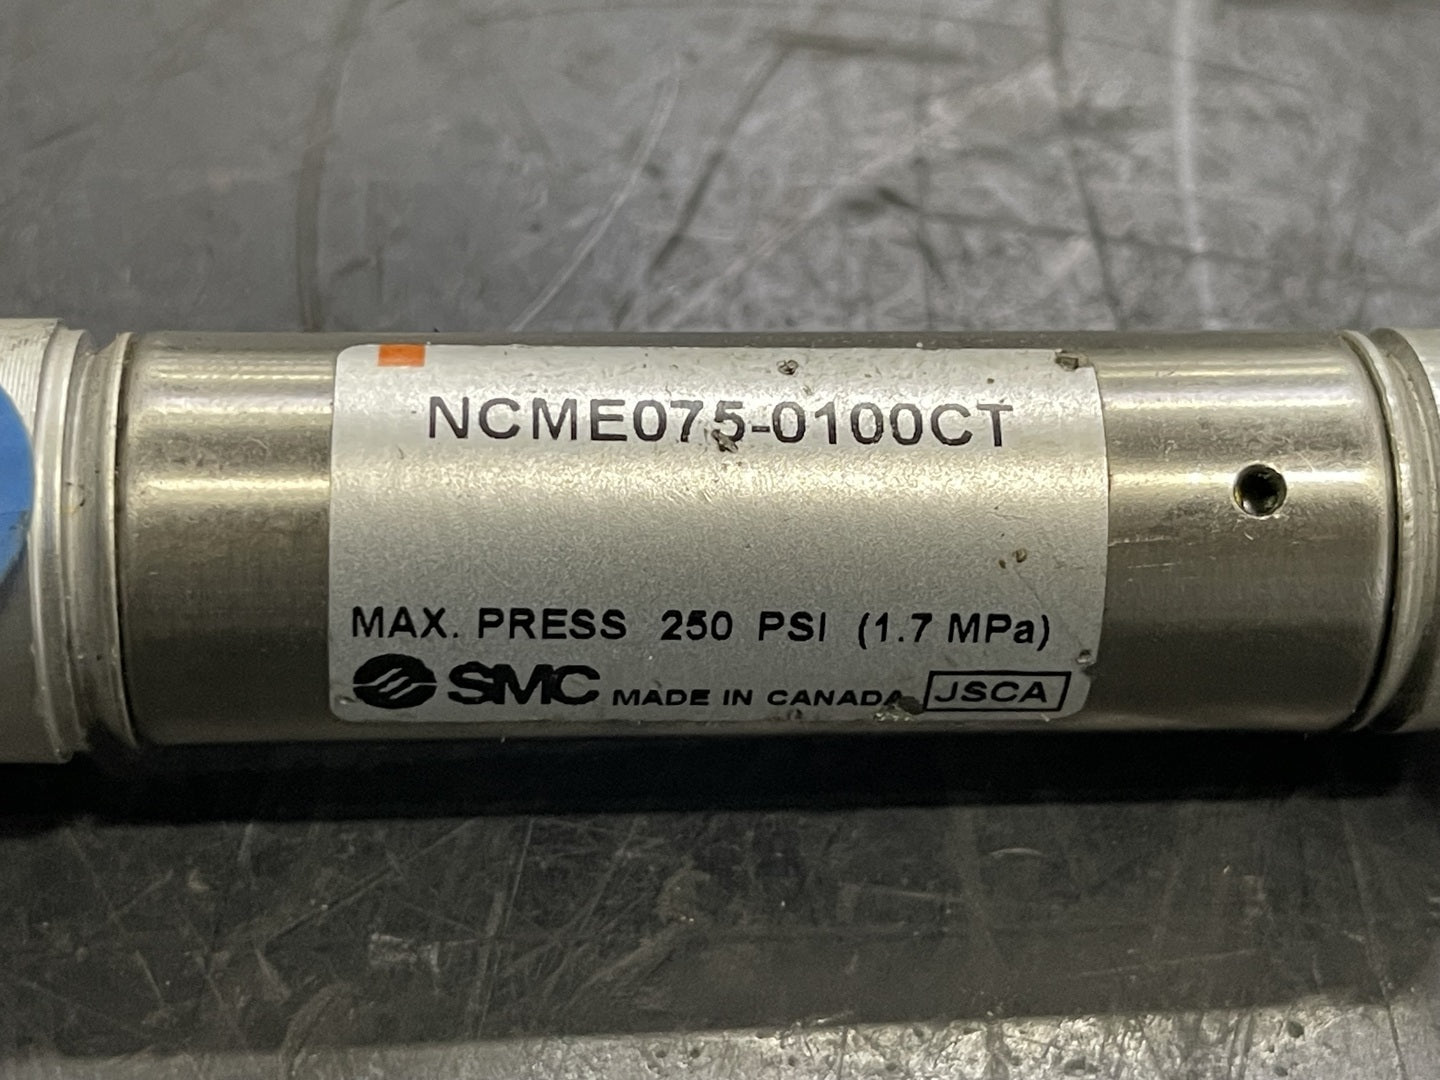 NCME075-0100CT
MAX. PRESS 250 PSI (1.7 MPa)
SMC MADE IN CANADA JSCA